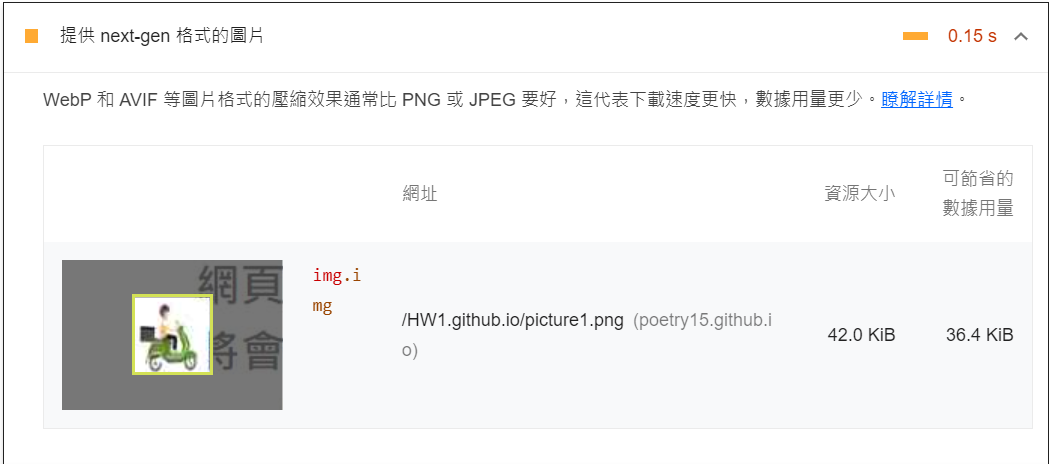 提供 next-gen 格式的圖片
0.15 s
WebP 和 AVIF 等圖片格式的壓縮效果通常比 PNG 或 JPEG 要好，這代表下載速度更快，數據用量更少。瞭解詳情。
網址
資源大小
可節省的
數據用量
網頁
將會
img.i
mg
/HW1.github.io/picture1.png (poetry15.github.i
o)
42.0 KiB
36.4 KiB